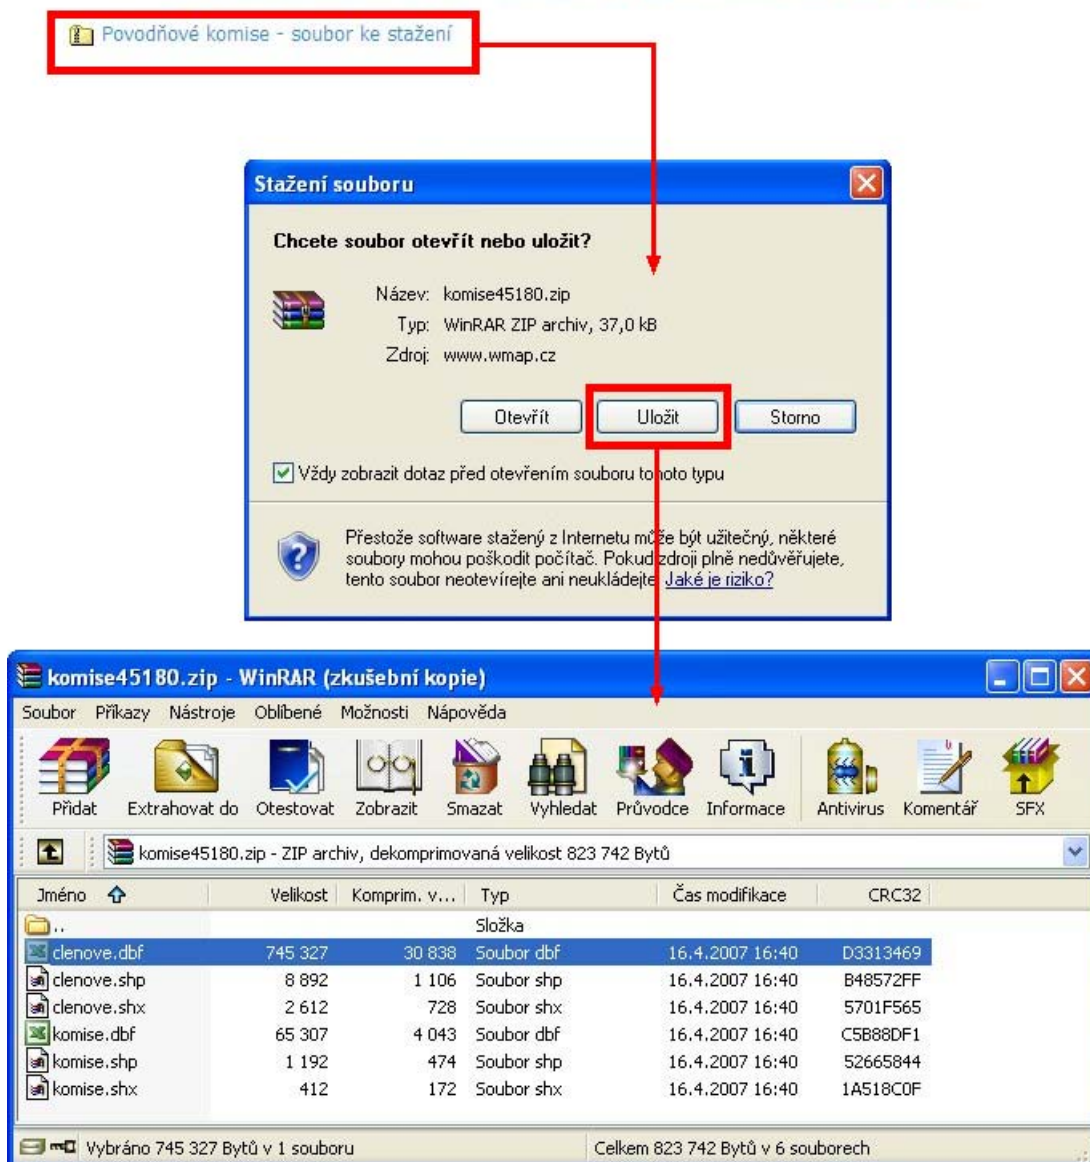 Povodňové komise - soubor ke stažení
Stažení souboru
Chcete soubor otevřít nebo uložit?
Název: komise45180.zip
Typ: WinRAR ZIP archiv, 37,0 kB
Zdroj: www.wmap.cz
Otevřít Uložit Storno
Vždy zobrazit dotaz před otevřením souboru tohoto typu
Přestože software stažený z Internetu může být užitečný, některé
soubory mohou poškodit počítač. Pokud zdroji plně nedůvěřujete,
tento soubor neotevírejte ani neukládejte. Jaké je riziko?
komise45180.zip - WinRAR (zkušební kopie)
Soubor Příkazy Nástroje Oblíbené Možnosti Nápověda
Přidat Extrahovat do Otestovat Zobrazit Smazat Vyhledat Průvodce Informace Antivirus Komentář SFX
komise45180.zip - ZIP archiv, dekomprimovaná velikost 823 742 Bytů
Jméno Velikost Komprim. v... Typ Čas modifikace CRC32
.. Složka
clenove.dbf 745 327 30 838 Soubor dbf 16.4.2007 16:40 D3313469
clenove.shp 8 892 1 106 Soubor shp 16.4.2007 16:40 B48572FF
clenove.shx 2 612 728 Soubor shx 16.4.2007 16:40 5701F565
komise.dbf 65 307 4 043 Soubor dbf 16.4.2007 16:40 C5B88DF1
komise.shp 1 192 474 Soubor shp 16.4.2007 16:40 52665844
komise.shx 412 172 Soubor shx 16.4.2007 16:40 1A518C0F
Vybráno 745 327 Bytů v 1 souboru Celkem 823 742 Bytů v 6 souborech